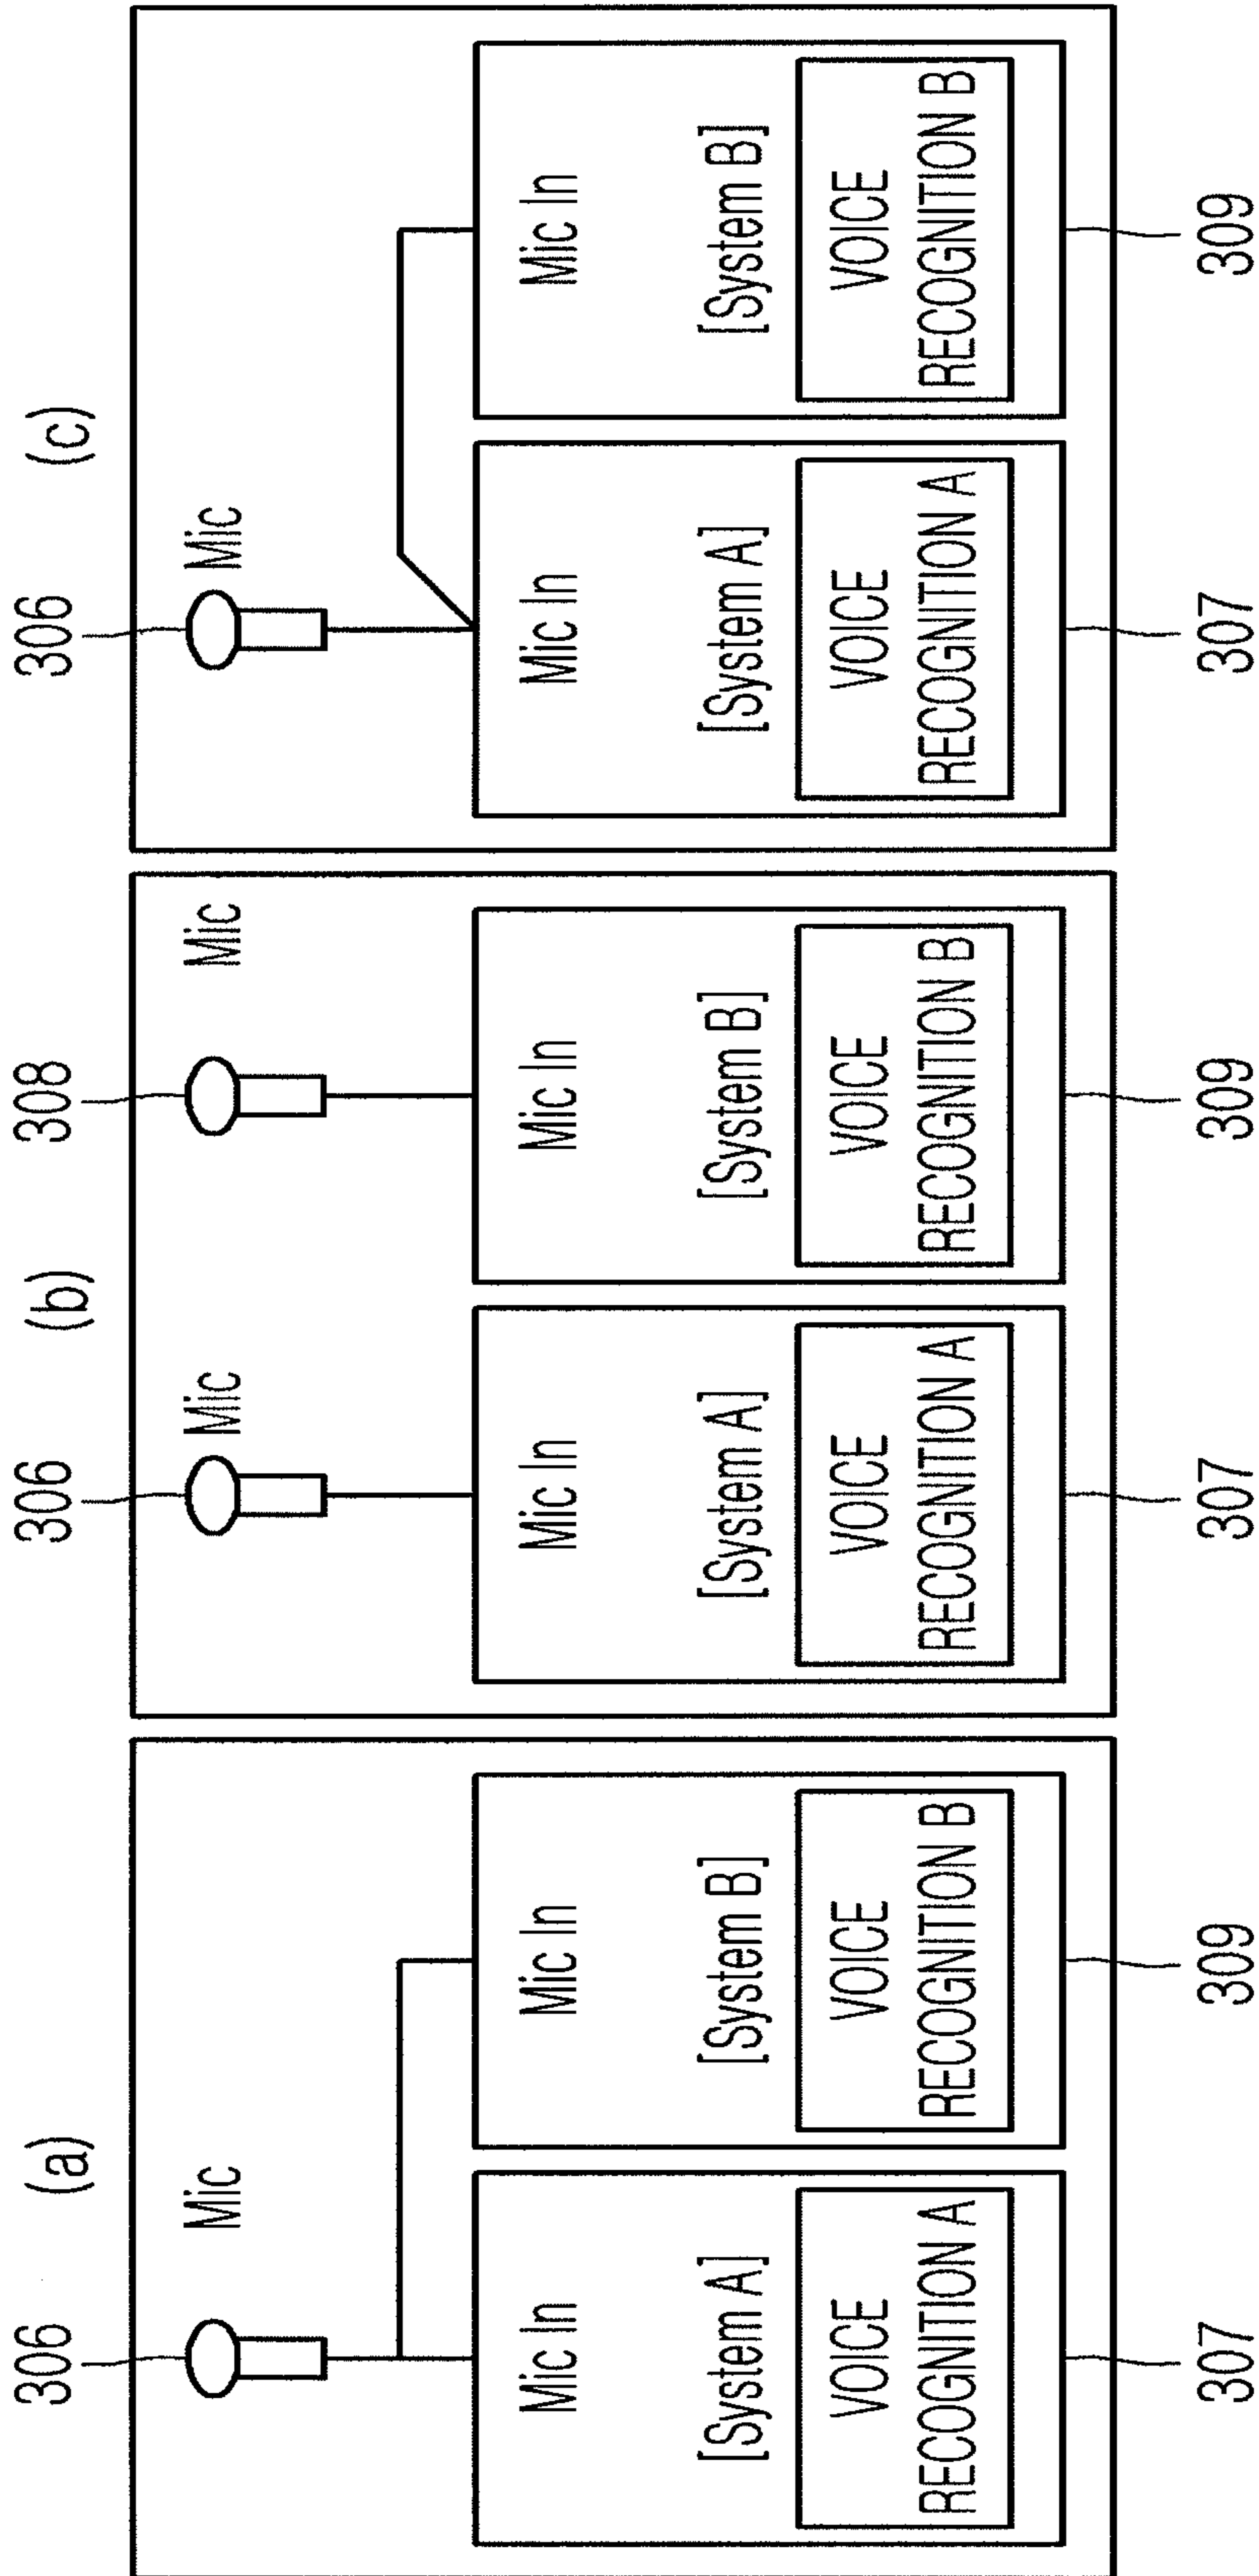 (a)
306
Mic
Mic In
[System A]
VOICE
RECOGNITION A
307
Mic In
[System B]
VOICE
RECOGNITION B
309
(b)
306
Mic
308
Mic
Mic In
[System A]
VOICE
RECOGNITION A
307
Mic In
[System B]
VOICE
RECOGNITION B
309
(c)
306
Mic
Mic In
[System A]
VOICE
RECOGNITION A
307
Mic In
[System B]
VOICE
RECOGNITION B
309